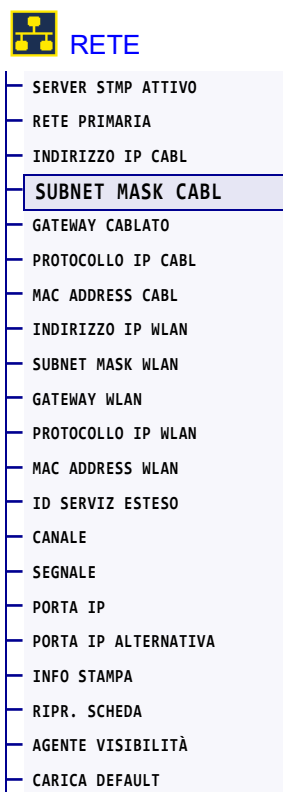 RETE
SERVER STMP ATTIVO
RETE PRIMARIA
INDIRIZZO IP CABL
SUBNET MASK CABL
GATEWAY CABLATO
PROTOCOLLO IP CABL
MAC ADDRESS CABL
INDIRIZZO IP WLAN
SUBNET MASK WLAN
GATEWAY WLAN
PROTOCOLLO IP WLAN
MAC ADDRESS WLAN
ID SERVIZ ESTESO
CANALE
SEGNALE
PORTA IP
PORTA IP ALTERNATIVA
INFO STAMPA
RIPR. SCHEDA
AGENTE VISIBILITÀ
CARICA DEFAULT